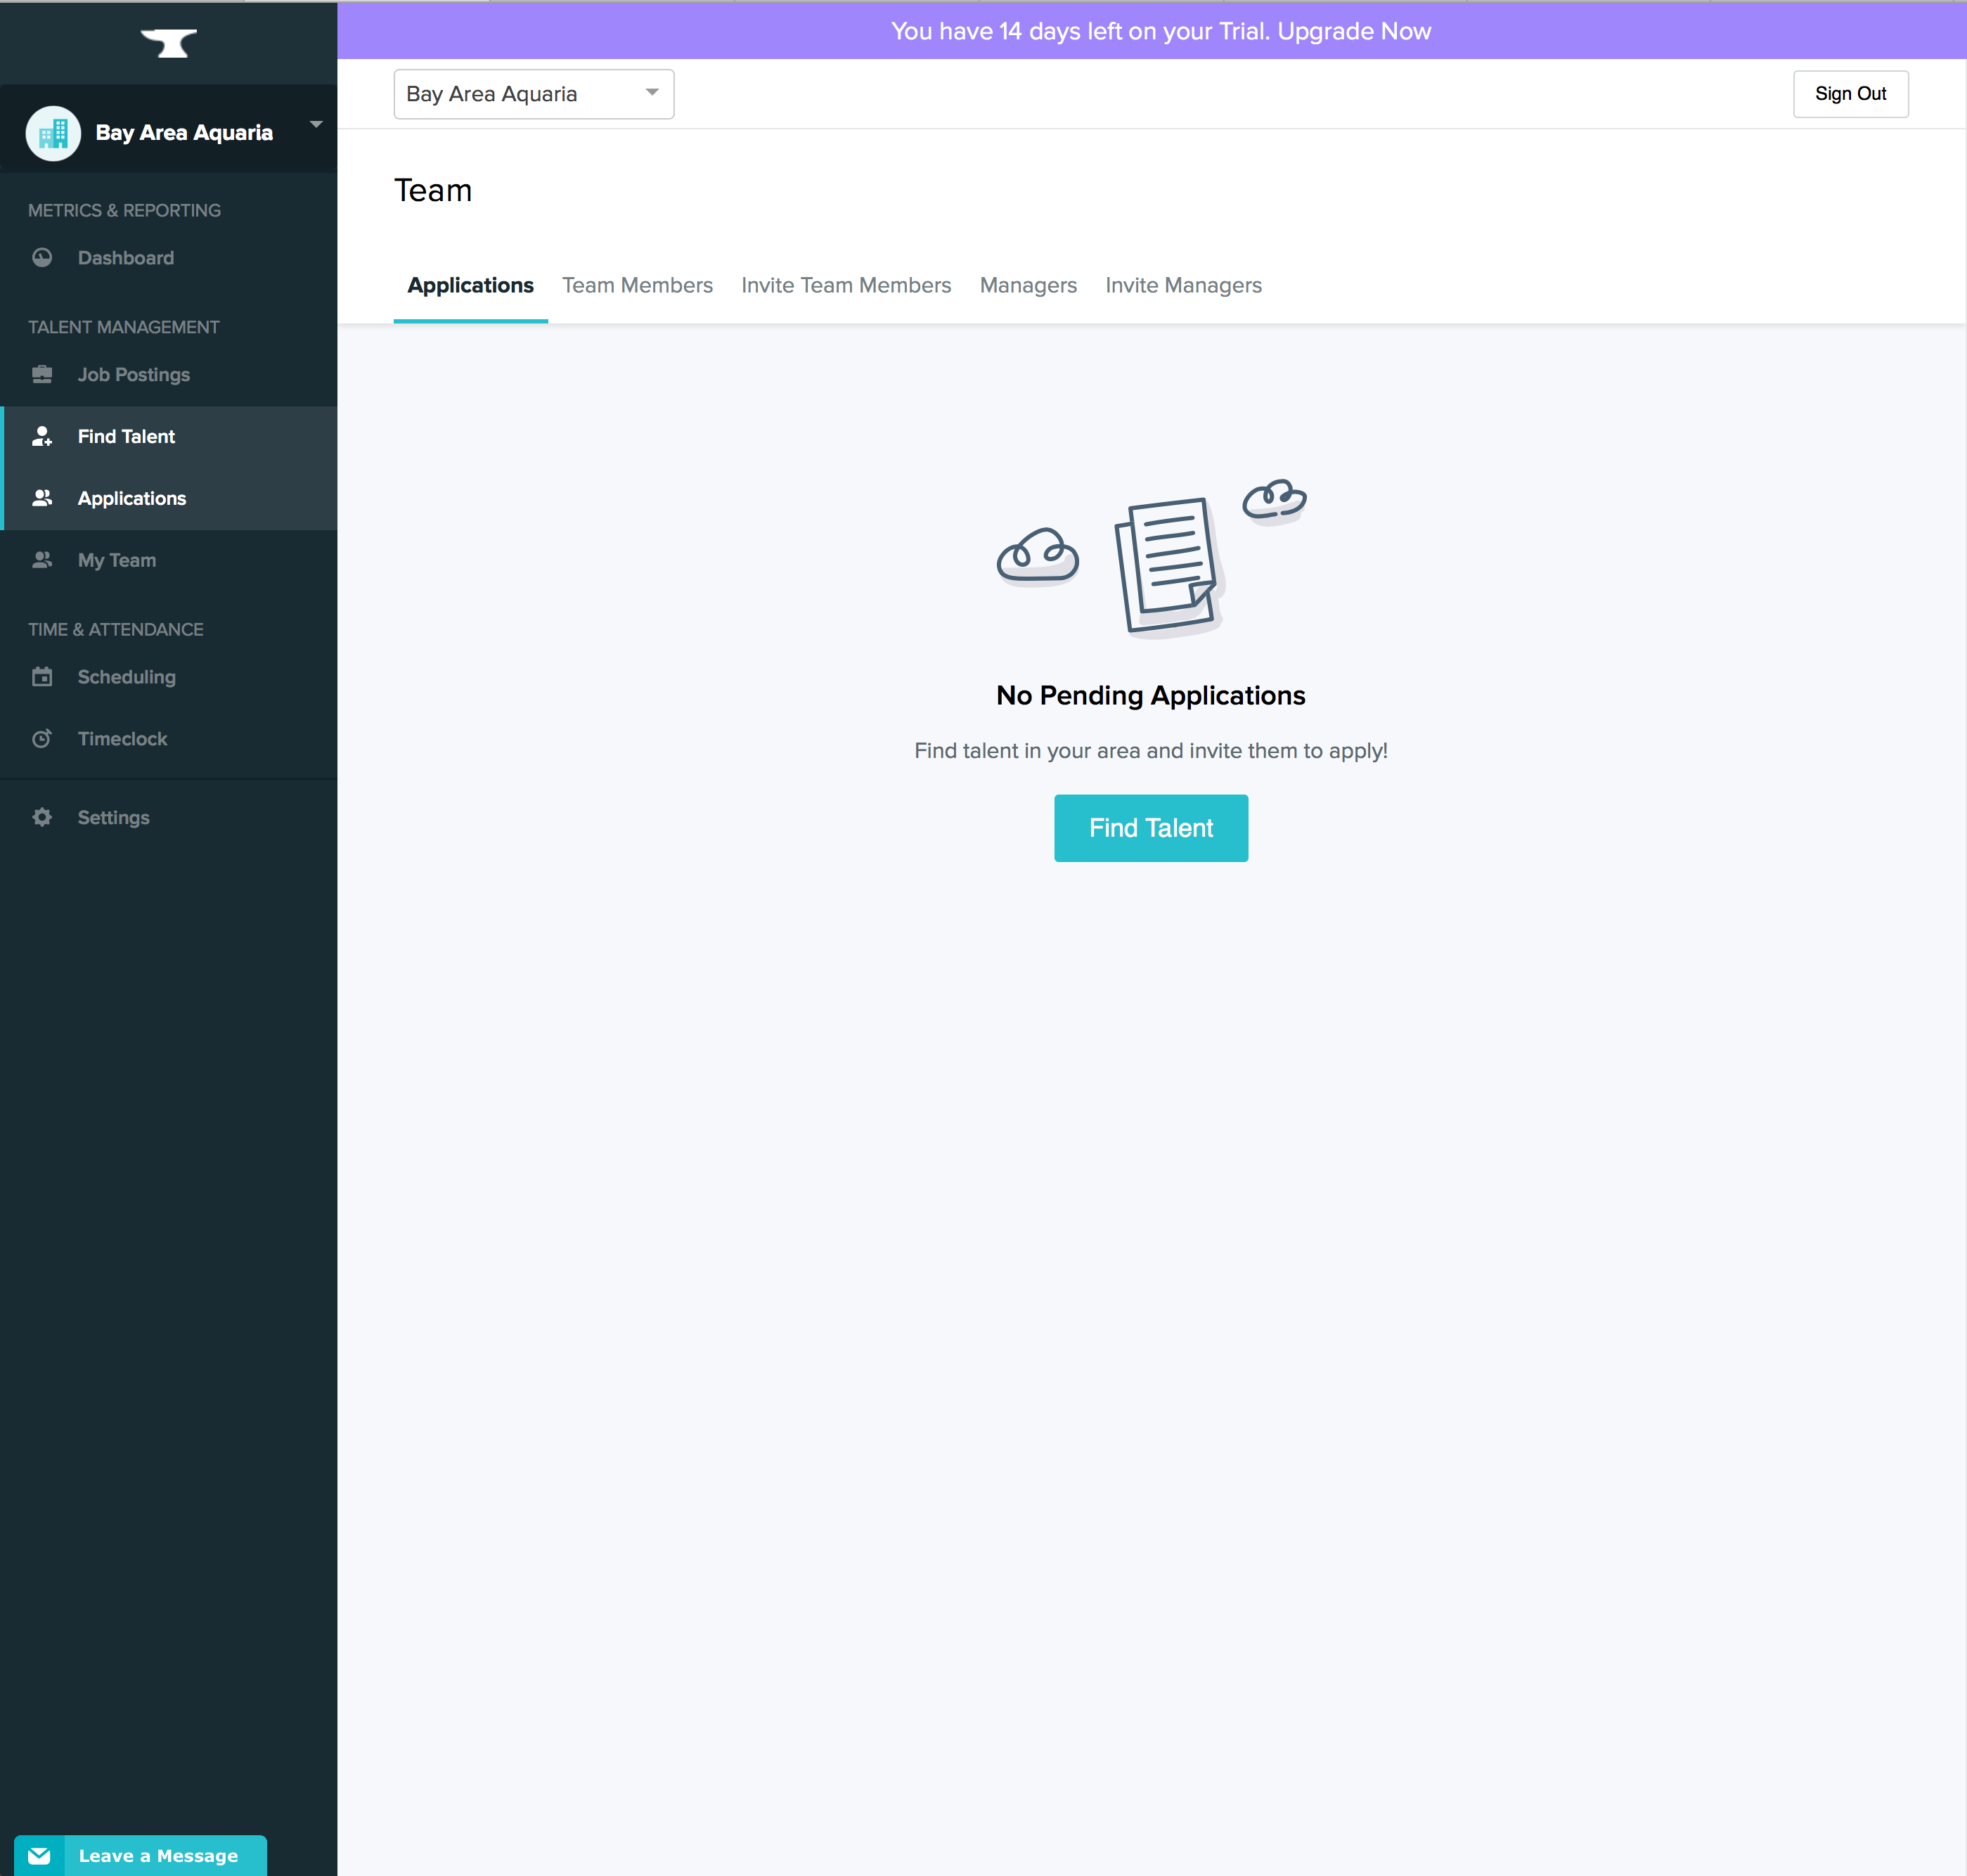 You have 14 days left on your Trial. Upgrade Now
Bay Area Aquaria
Sign Out
Bay Area Aquaria
METRICS & REPORTING
Dashboard
TALENT MANAGEMENT
Job Postings
Find Talent
Applications
My Team
TIME & ATTENDANCE
Scheduling
Timeclock
Settings
Leave a Message
Team
Applications Team Members Invite Team Members Managers Invite Managers
No Pending Applications
Find talent in your area and invite them to apply!
Find Talent